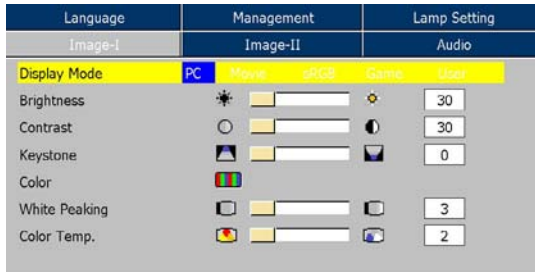 Language Management Lamp Setting
Image-I Image-II Audio
Display Mode PC Movie sRGB Game User
Brightness 30
Contrast 30
Keystone 0
Color
White Peaking 3
Color Temp. 2